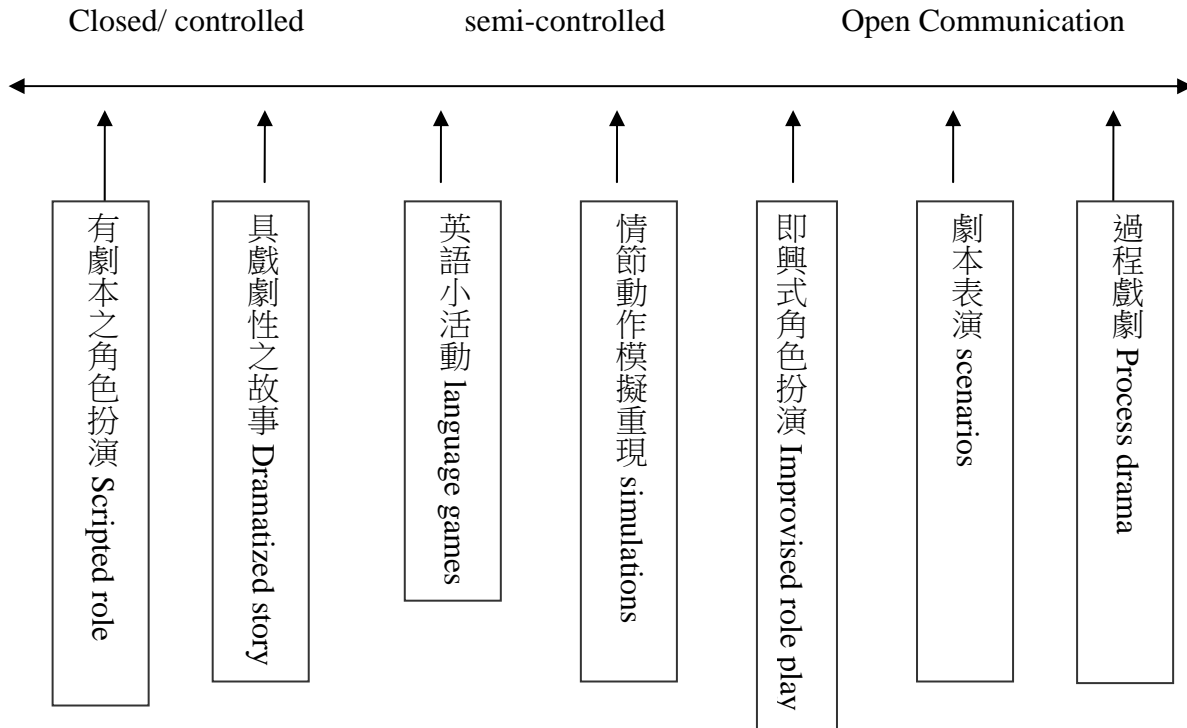 Closed/ controlled
semi-controlled
Open Communication
有劇本之角色扮演 Scripted role
具戲劇性之故事 Dramatized story
英語小活動 language games
情節動作模擬重現 simulations
即興式角色扮演 Improvised role play
劇本表演 scenarios
過程戲劇 Process drama